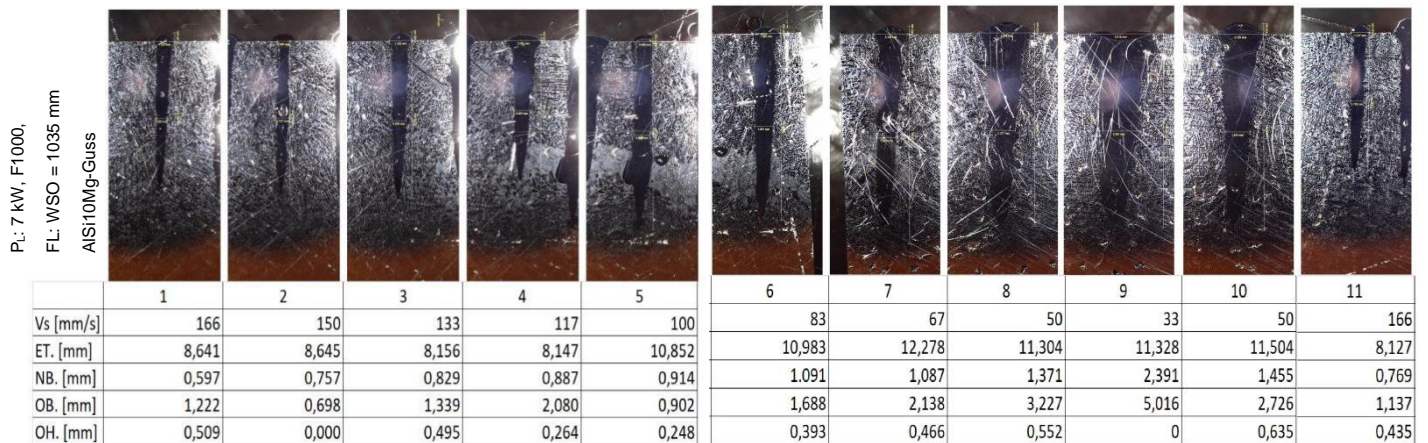 PL: 7 kW, F1000,
FL: WSO = 1035 mm
AlSi10Mg-Guss
1 2 3 4 5
Vs [mm/s] 166 150 133 117 100
ET. [mm] 8,641 8,645 8,156 8,147 10,852
NB. [mm] 0,597 0,757 0,829 0,887 0,914
OB. [mm] 1,222 0,698 1,339 2,080 0,902
OH. [mm] 0,509 0,000 0,495 0,264 0,248
6 7 8 9 10 11
83 67 50 33 50 166
10,983 12,278 11,304 11,328 11,504 8,127
1.091 1,087 1,371 2,391 1,455 0,769
1,688 2,138 3,227 5,016 2,726 1,137
0,393 0,466 0,552 0 0,635 0,435